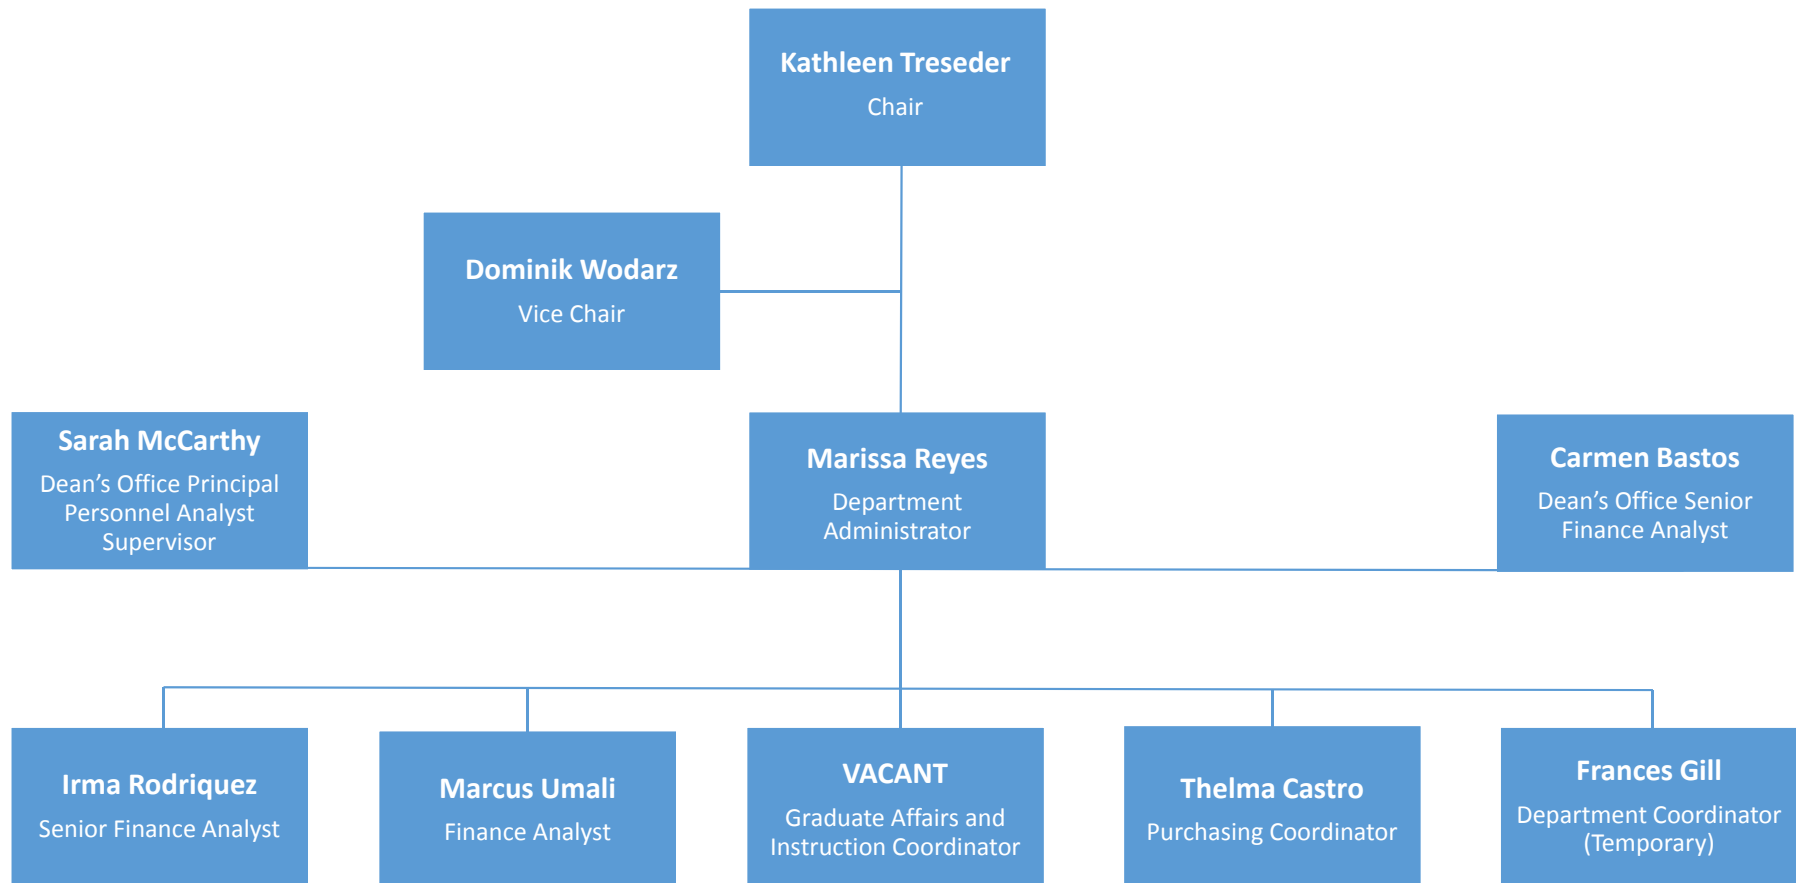 Kathleen Treseder
Chair
Dominik Wodarz
Vice Chair
Sarah McCarthy
Dean’s Office Principal
Personnel Analyst
Supervisor
Marissa Reyes
Department
Administrator
Carmen Bastos
Dean’s Office Senior
Finance Analyst
Irma Rodriquez
Senior Finance Analyst
Marcus Umali
Finance Analyst
VACANT
Graduate Affairs and
Instruction Coordinator
Thelma Castro
Purchasing Coordinator
Frances Gill
Department Coordinator
(Temporary)